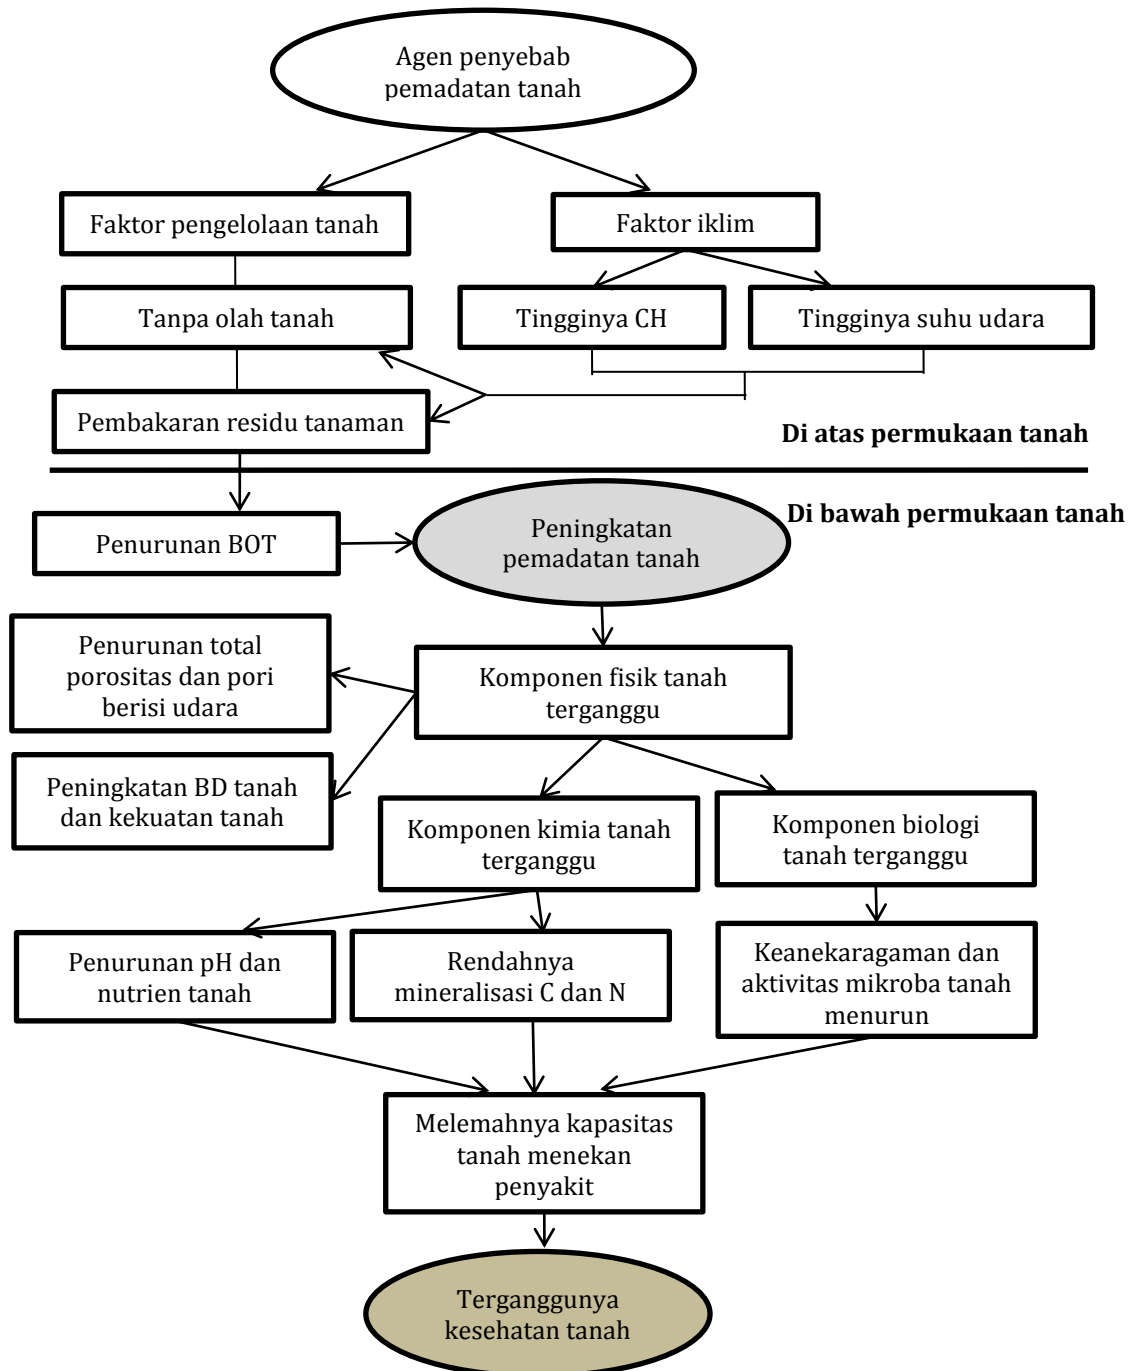 Agen penyebab
pemadatan tanah
Faktor pengelolaan tanah
Faktor iklim
Tanpa olah tanah
Tingginya CH
Tingginya suhu udara
Pembakaran residu tanaman
Di atas permukaan tanah
Di bawah permukaan tanah
Penurunan BOT
Peningkatan
pemadatan tanah
Penurunan total
porositas dan pori
berisi udara
Komponen fisik tanah
terganggu
Peningkatan BD tanah
dan kekuatan tanah
Komponen kimia tanah
terganggu
Komponen biologi
tanah terganggu
Penurunan pH dan
nutrien tanah
Rendahnya
mineralisasi C dan N
Keanekaragaman dan
aktivitas mikroba tanah
menurun
Melemahnya kapasitas
tanah menekan
penyakit
Terganggunya
kesehatan tanah